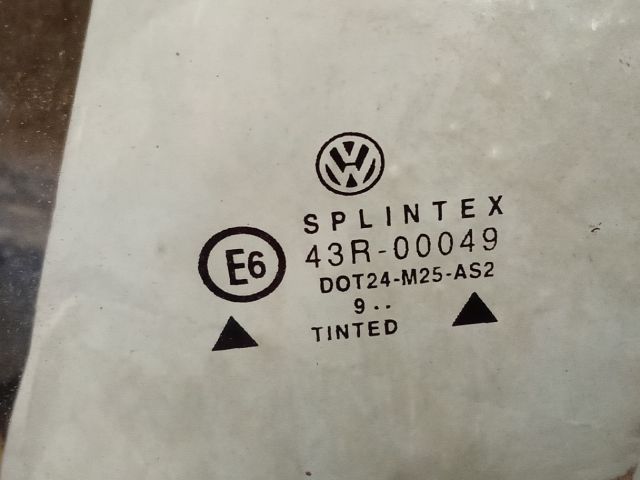 SPLINTEX
E6
43R-00049
DOT24-M25-AS2
9..
TINTED